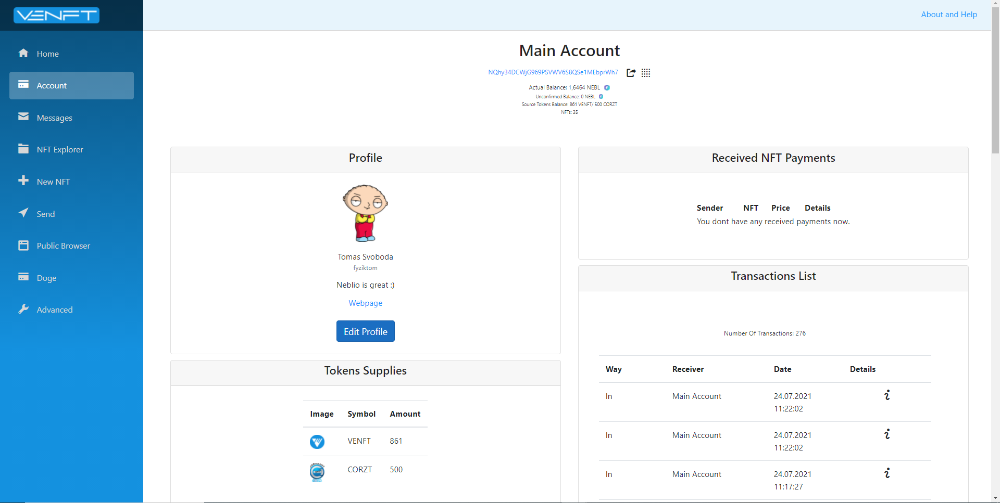 VENFT
About and Help
Home
Account
Messages
NFT Explorer
New NFT
Send
Public Browser
Doge
Advanced
Main Account
NQhy34DCWjG969PSVWV6S8QSe1MEbprWh7
Actual Balance: 1,6464 NEBL
Unconfirmed Balance: 0 NEBL
Source Tokens Balance: 861 VENFT/ 500 CORZT
NFTs: 35
Profile
Tomas Svoboda
fyziktom
Neblio is great :)
Webpage
Edit Profile
Tokens Supplies
Image Symbol Amount
VENFT 861
CORZT 500
Received NFT Payments
Sender NFT Price Details
You dont have any received payments now.
Transactions List
Number Of Transactions: 276
Way Receiver Date Details
In Main Account 24.07.2021
11:22:02
In Main Account 24.07.2021
11:22:02
In Main Account 24.07.2021
11:17:27